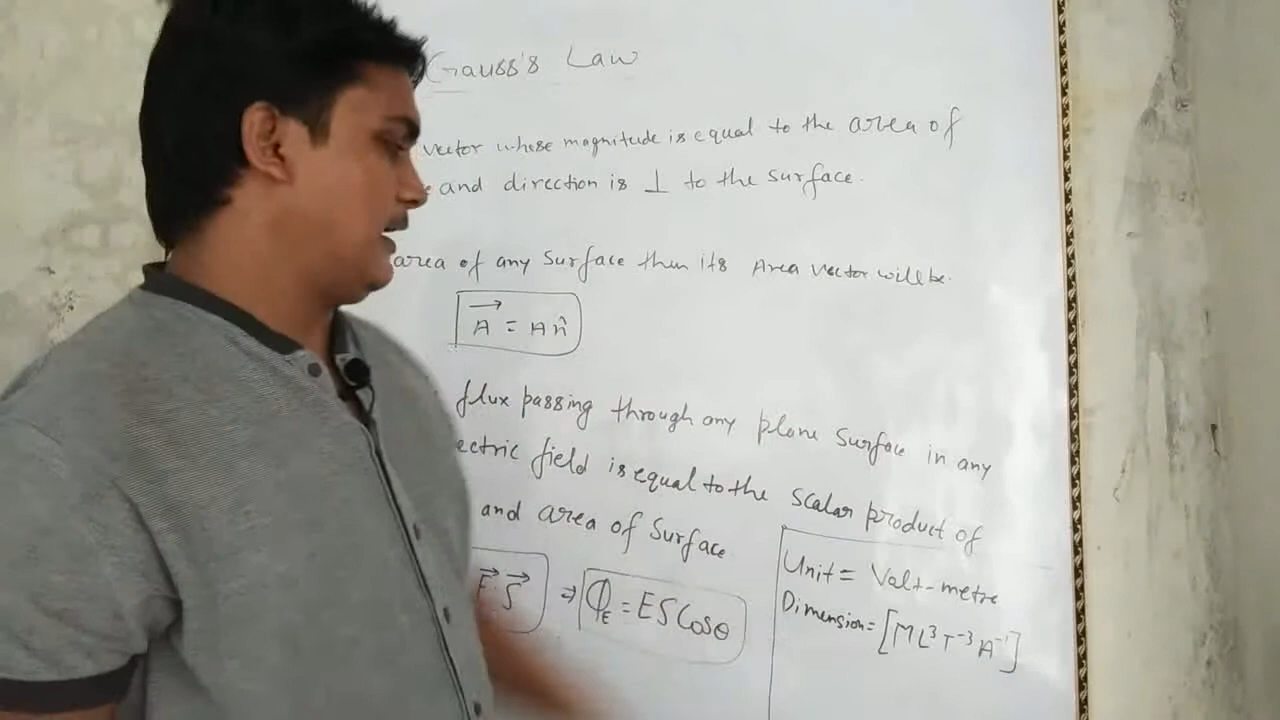 Gauss's Law
vector whose magnitude is equal to the area of
and direction is ⊥ to the surface.
area of any surface then its Area vector will be.
→A = An̂
flux passing through any plane surface in any
ectric field is equal to the scalar product of
and area of surface
→E.→S ⇒ ϕE = ES Cosθ
Unit = Valt-metre
Dimension = [ML³T⁻³A⁻¹]